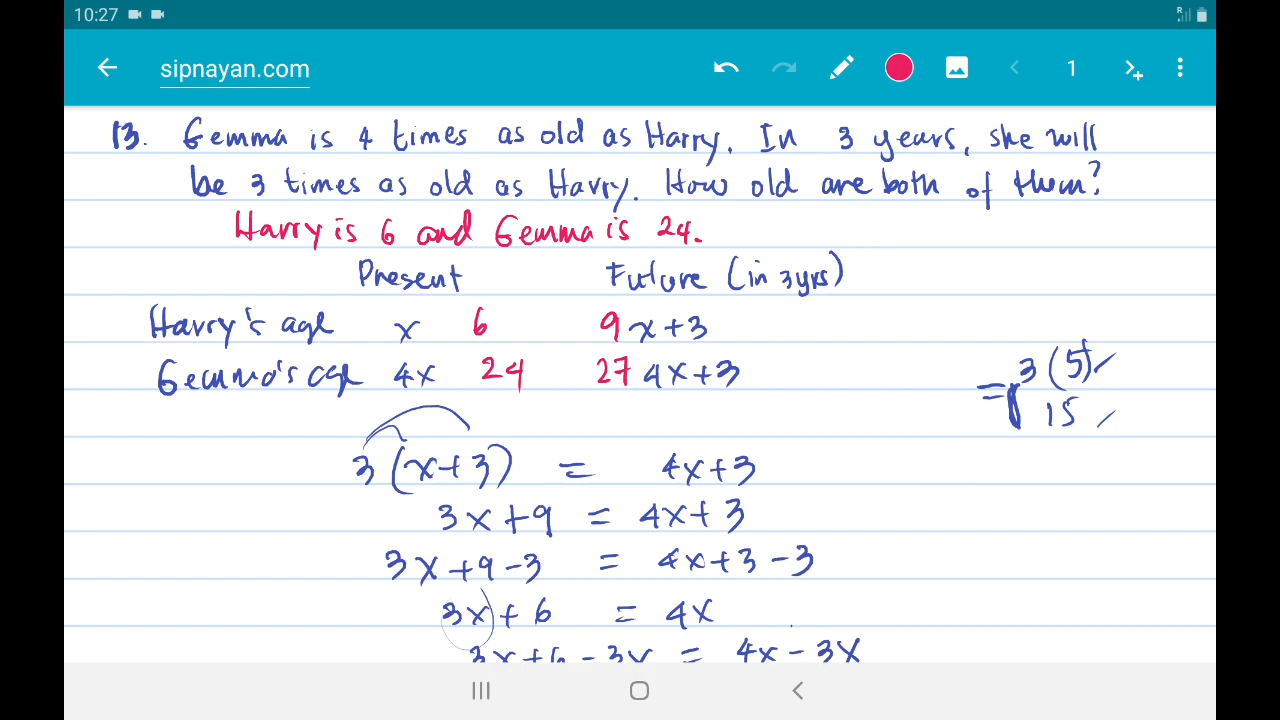 10:27
sipnayan.com
1
13. Gemma is 4 times as old as Harry. In 3 years, she will
be 3 times as old as Harry. How old are both of them?
Harry is 6 and Gemma is 24.
Present Future (in 3 yrs)
Harry's age x 6 9 x+3
Gemma's age 4x 24 27 4x+3
= 3 (5)
15
3 (x+3) = 4x+3
3x+9 = 4x+3
3x+9-3 = 4x+3-3
3x+6 = 4x
3x+6-3x = 4x-3x